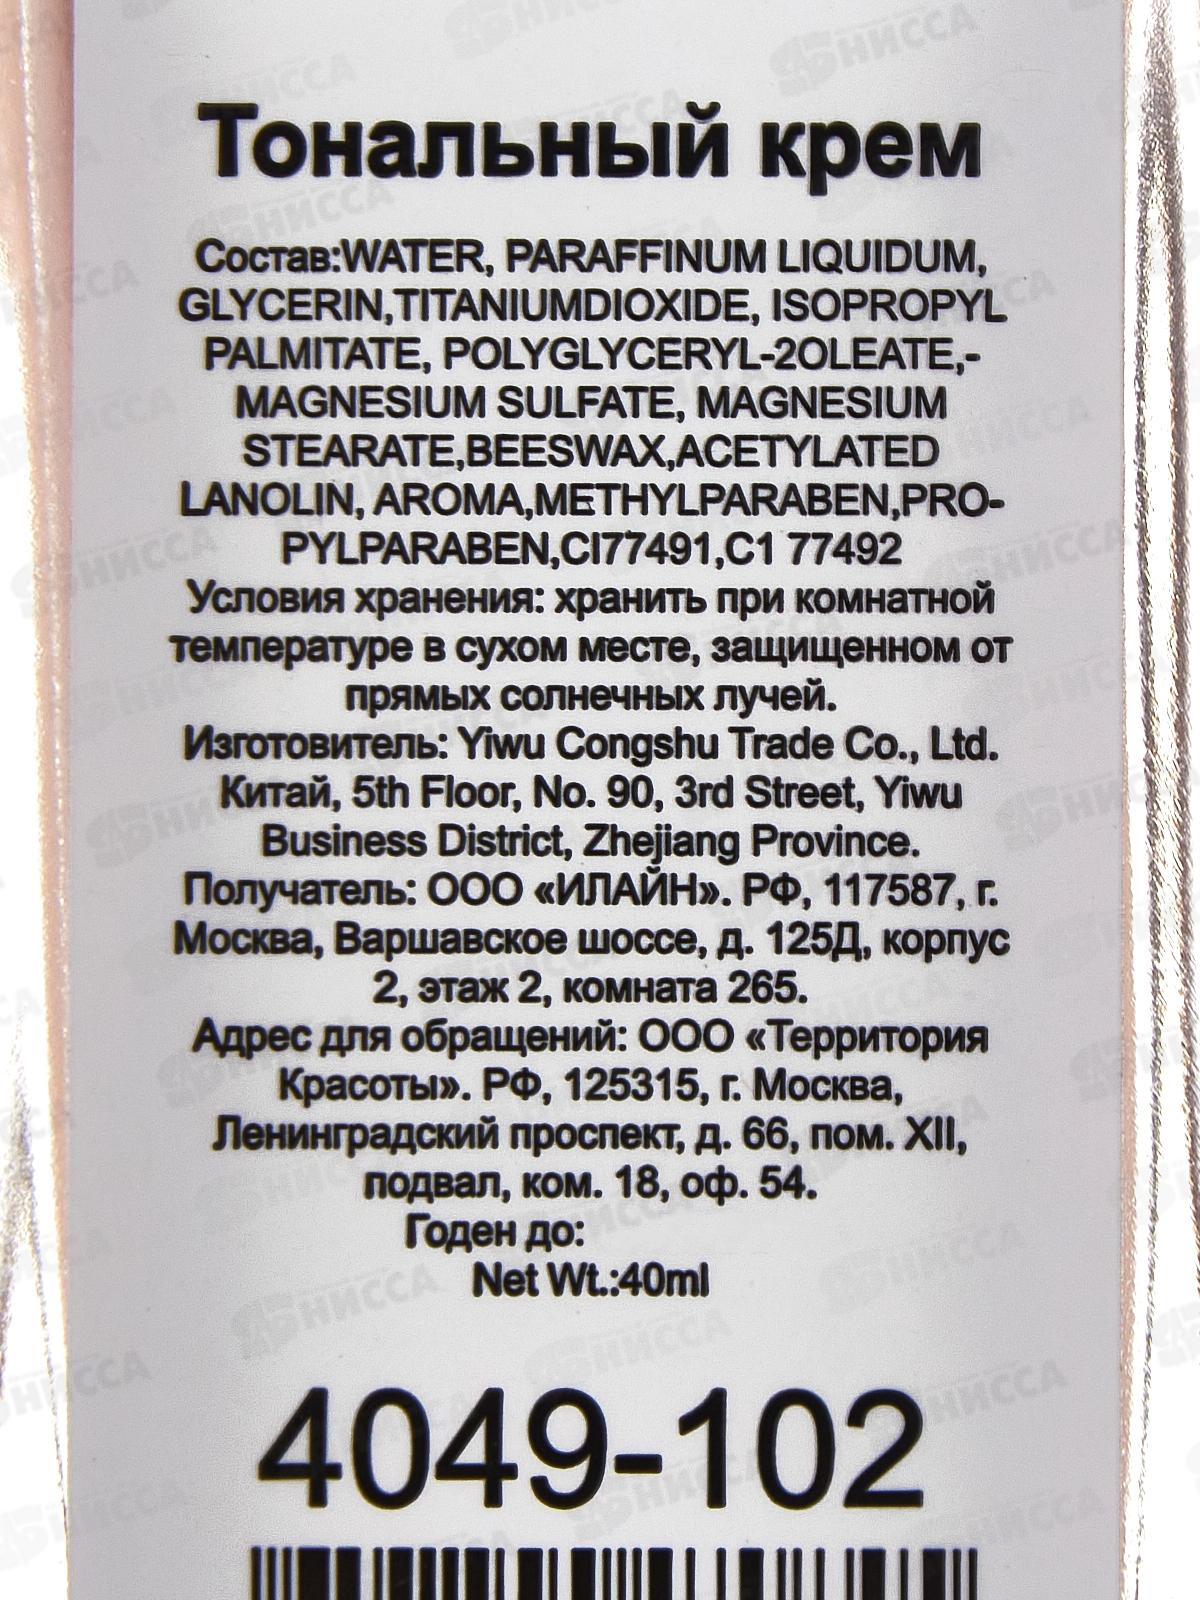 Тональный крем
Состав:WATER, PARAFFINUM LIQUIDUM,
GLYCERIN,TITANIUMDIOXIDE, ISOPROPYL
PALMITATE, POLYGLYCERYL-2OLEATE,-
MAGNESIUM SULFATE, MAGNESIUM
STEARATE,BEESWAX,ACETYLATED
LANOLIN, AROMA,METHYLPARABEN,PRO-
PYLPARABEN,CI77491,C1 77492
Условия хранения: хранить при комнатной
температуре в сухом месте, защищенном от
прямых солнечных лучей.
Изготовитель: Yiwu Congshu Trade Co., Ltd.
Китай, 5th Floor, No. 90, 3rd Street, Yiwu
Business District, Zhejiang Province.
Получатель: ООО «ИЛАЙН». РФ, 117587, г.
Москва, Варшавское шоссе, д. 125Д, корпус
2, этаж 2, комната 265.
Адрес для обращений: ООО «Территория
Красоты». РФ, 125315, г. Москва,
Ленинградский проспект, д. 66, пом. XII,
подвал, ком. 18, оф. 54.
Годен до:
Net Wt.:40ml
4049-102